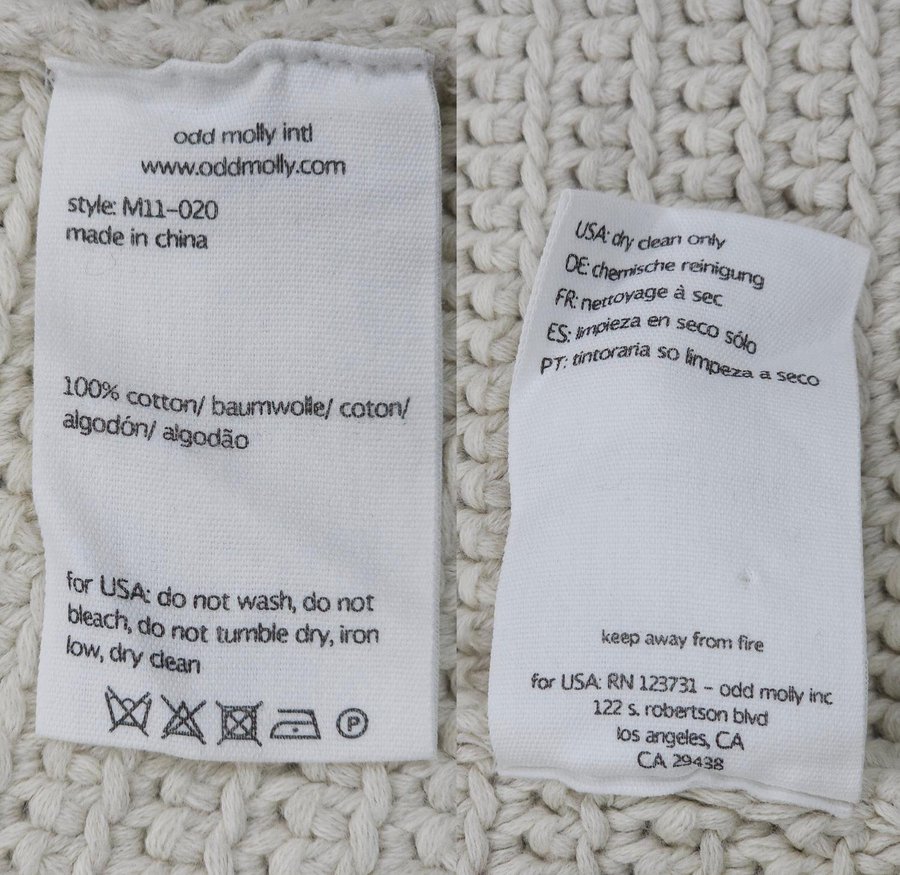 odd molly intl
www.oddmolly.com
style: M11-020
made in china
100% cotton/ baumwolle/ coton/
algodón/ algodão
for USA: do not wash, do not
bleach, do not tumble dry, iron
low, dry clean
P
USA: dry clean only
DE: chemische reinigung
FR: nettoyage à sec
ES: limpieza en seco sólo
PT: tintoraria so limpeza a seco
keep away from fire
for USA: RN 123731 - odd molly inc
122 s. robertson blvd
los angeles, CA
CA 29438